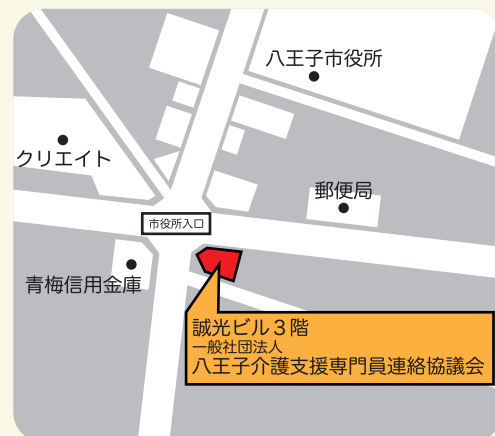 八王子市役所
クリエイト
郵便局
市役所入口
青梅信用金庫
誠光ビル３階
一般社団法人
八王子介護支援専門員連絡協議会